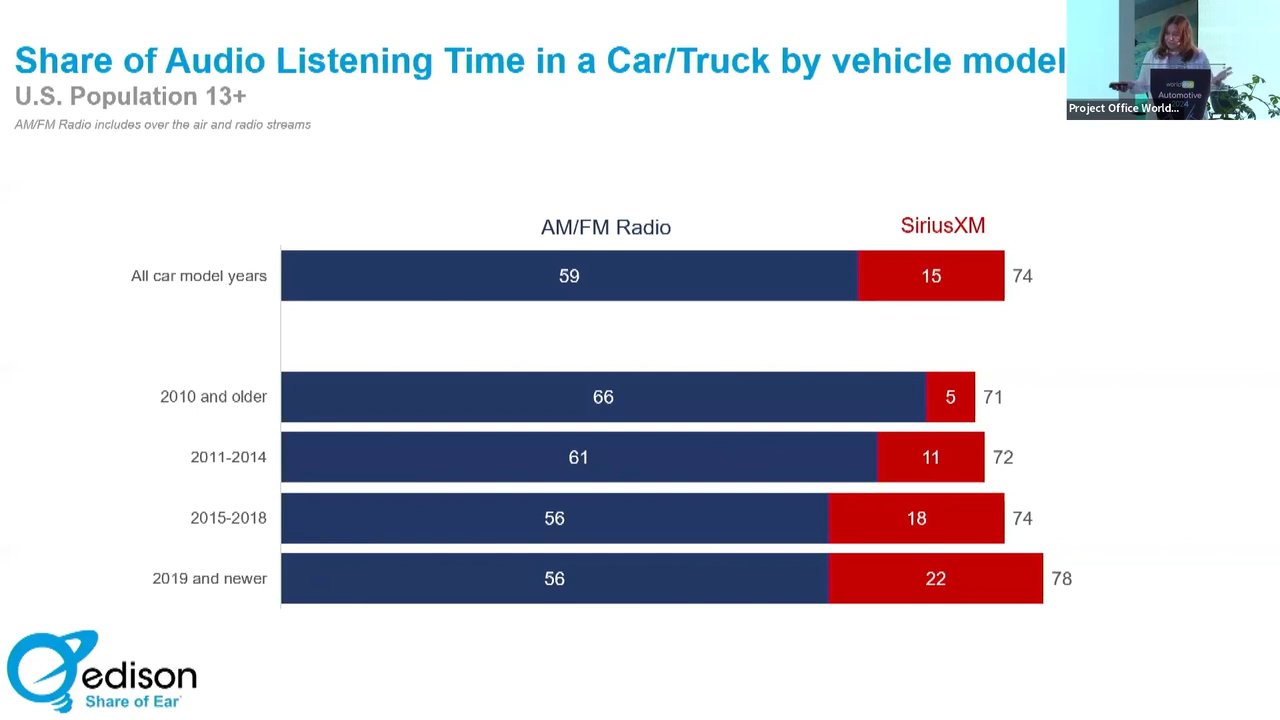 Share of Audio Listening Time in a Car/Truck by vehicle model
U.S. Population 13+
AM/FM Radio includes over the air and radio streams
Automotive
2024
Project Office World...
AM/FM Radio SiriusXM
All car model years 59 15 74
2010 and older 66 5 71
2011-2014 61 11 72
2015-2018 56 18 74
2019 and newer 56 22 78
edison
Share of Ear